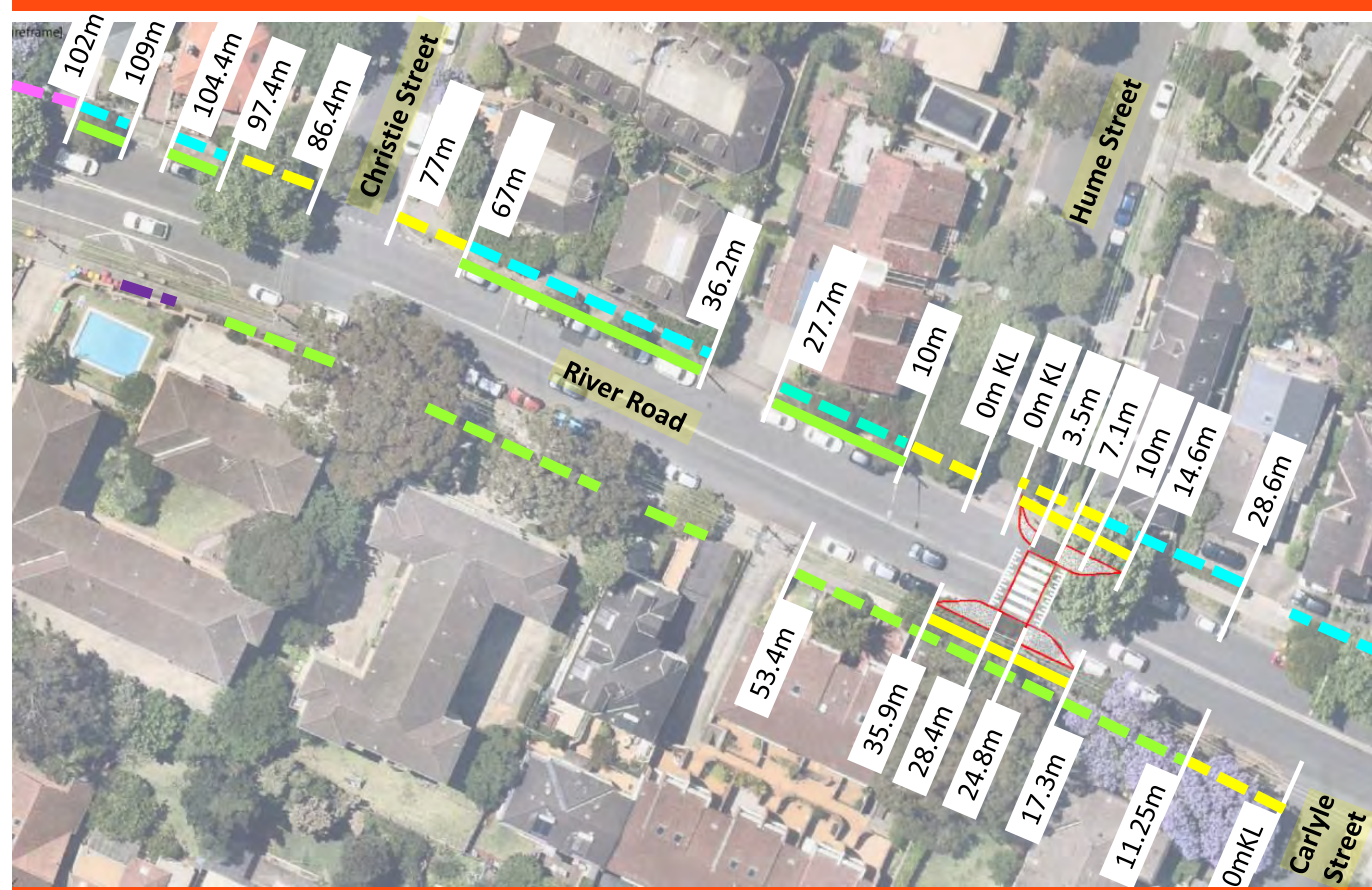 ireframe]
102m
109m
104.4m
97.4m
86.4m
Christie Street
77m
67m
36.2m
27.7m
10m
0m KL
Hume Street
0m KL
3.5m
7.1m
10m
14.6m
28.6m
River Road
53.4m
35.9m
28.4m
24.8m
17.3m
11.25m
0mKL
Carlyle
Street